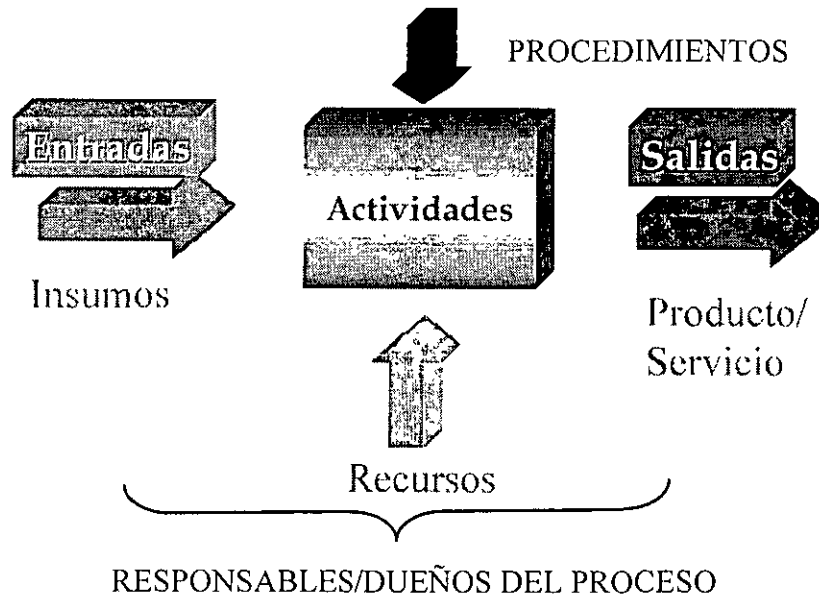 PROCEDIMIENTOS
Entradas
Actividades
Salidas
Insumos
Producto/
Servicio
Recursos
RESPONSABLES/DUEÑOS DEL PROCESO